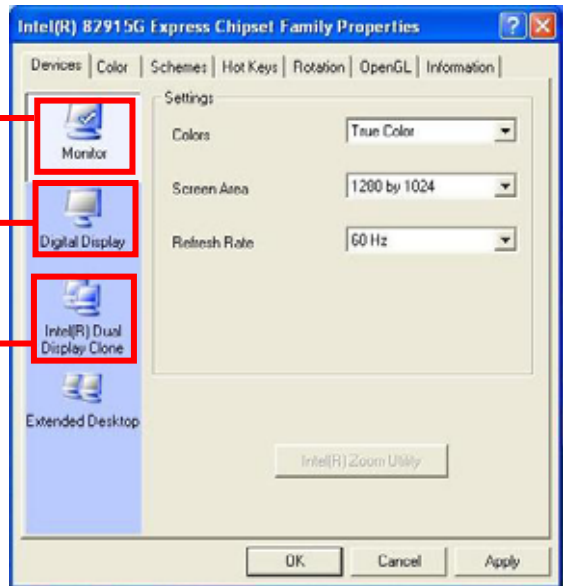 Intel(R) 82915G Express Chipset Family Properties
Devices Color Schemes Hot Keys Rotation OpenGL Information
Monitor
Digital Display
Intel(R) Dual
Display Clone
Extended Desktop
Settings
Colors True Color
Screen Area 1280 by 1024
Refresh Rate 60 Hz
Intel(R) Zoom Utility
OK Cancel Apply